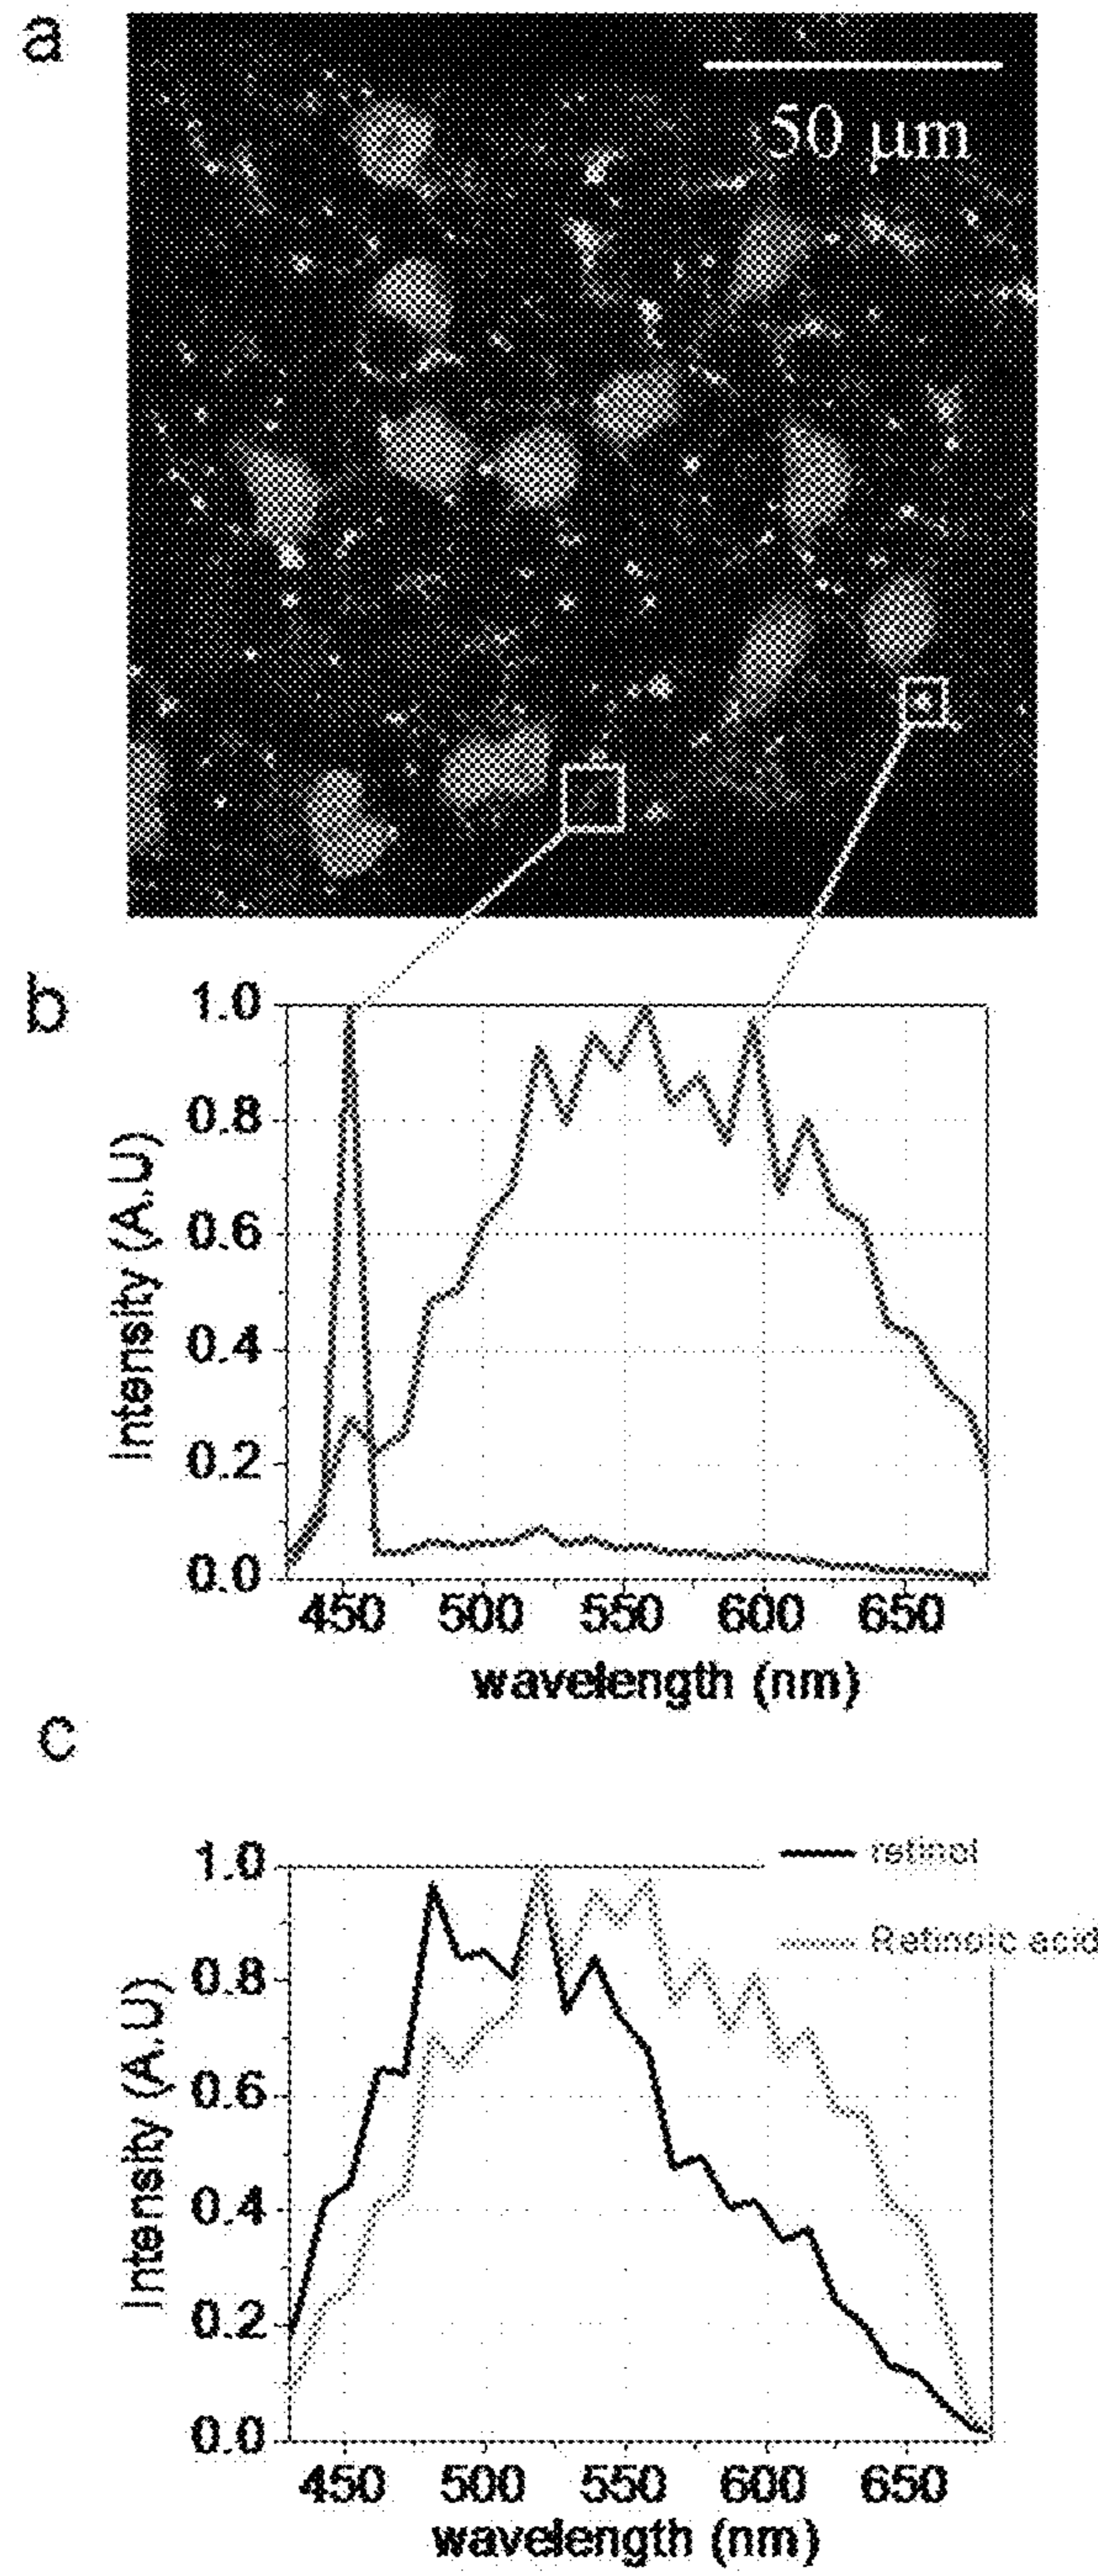 a
50 μm
b
1.0
0.8
0.6
0.4
0.2
0.0
Intensity (A.U)
450 500 550 600 650
wavelength (nm)
c
retinol
Retinoic acid
1.0
0.8
0.6
0.4
0.2
0.0
Intensity (A.U)
450 500 550 600 650
wavelength (nm)